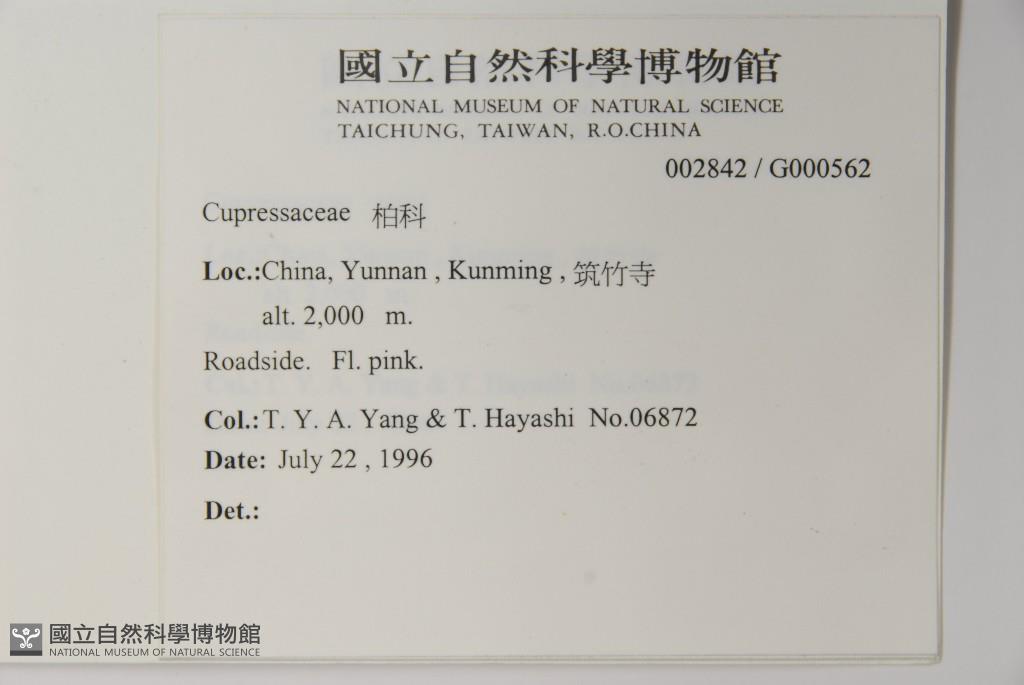 國立自然科學博物館
NATIONAL MUSEUM OF NATURAL SCIENCE
TAICHUNG, TAIWAN, R.O.CHINA
002842 / G000562
Cupressaceae 柏科
Loc.:China, Yunnan , Kunming , 筑竹寺
alt. 2,000 m.
Roadside. Fl. pink.
Col.: T. Y. A. Yang & T. Hayashi No.06872
Date: July 22 , 1996
Det.:
國立自然科學博物館
NATIONAL MUSEUM OF NATURAL SCIENCE